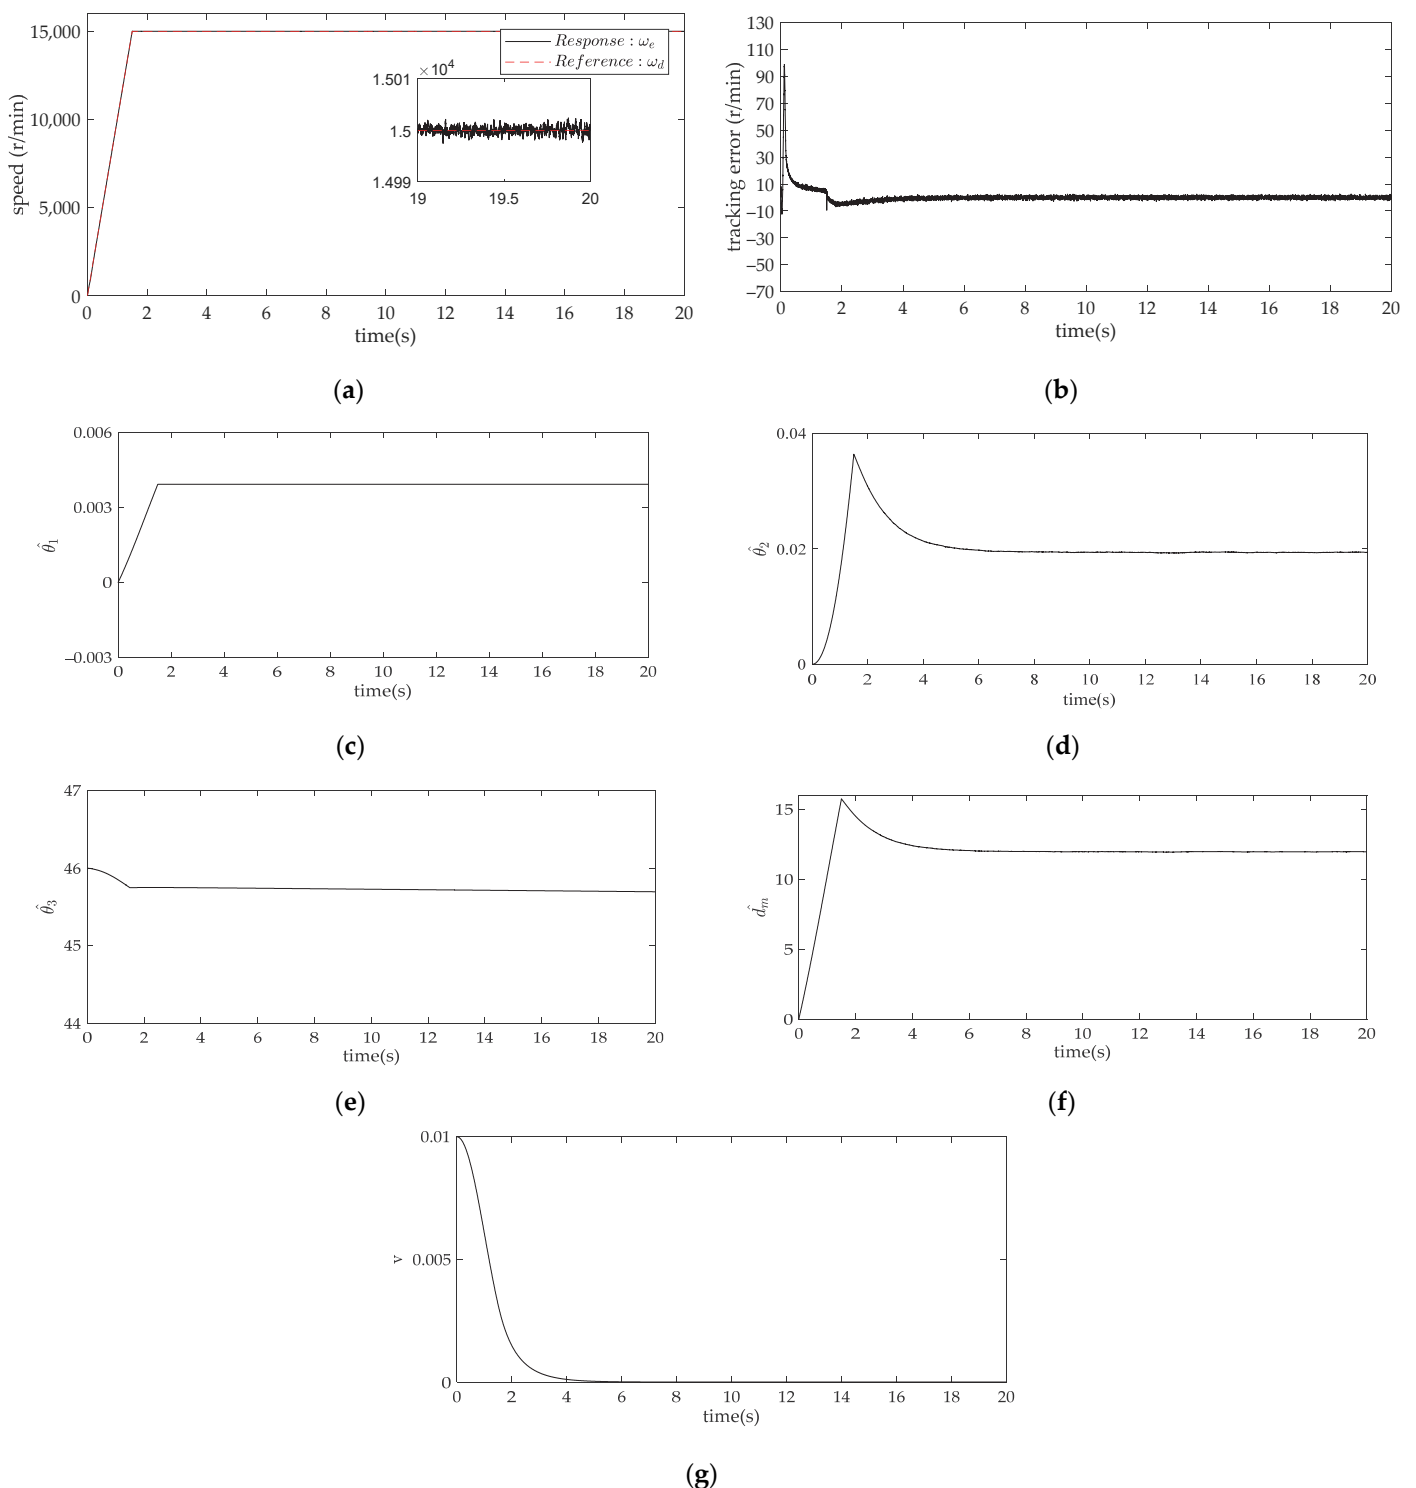 15,000
10,000
5,000
0
speed (r/min)
Response : ωₑ
Reference : ω_d
×10⁴
1.501
1.5
1.499
19 19.5 20
0 2 4 6 8 10 12 14 16 18 20
time(s)
(a)
130
110
90
70
50
30
10
−10
−30
−50
−70
tracking error (r/min)
0 2 4 6 8 10 12 14 16 18 20
time(s)
(b)
0.006
0.003
0
−0.003
θ̂₁
0 2 4 6 8 10 12 14 16 18 20
time(s)
(c)
0.04
0.02
0
θ̂₂
0 2 4 6 8 10 12 14 16 18 20
time(s)
(d)
47
46
45
44
θ̂₃
0 2 4 6 8 10 12 14 16 18 20
time(s)
(e)
15
10
5
0
d̂ₘ
0 2 4 6 8 10 12 14 16 18 20
time(s)
(f)
0.01
0.005
0
v
0 2 4 6 8 10 12 14 16 18 20
time(s)
(g)